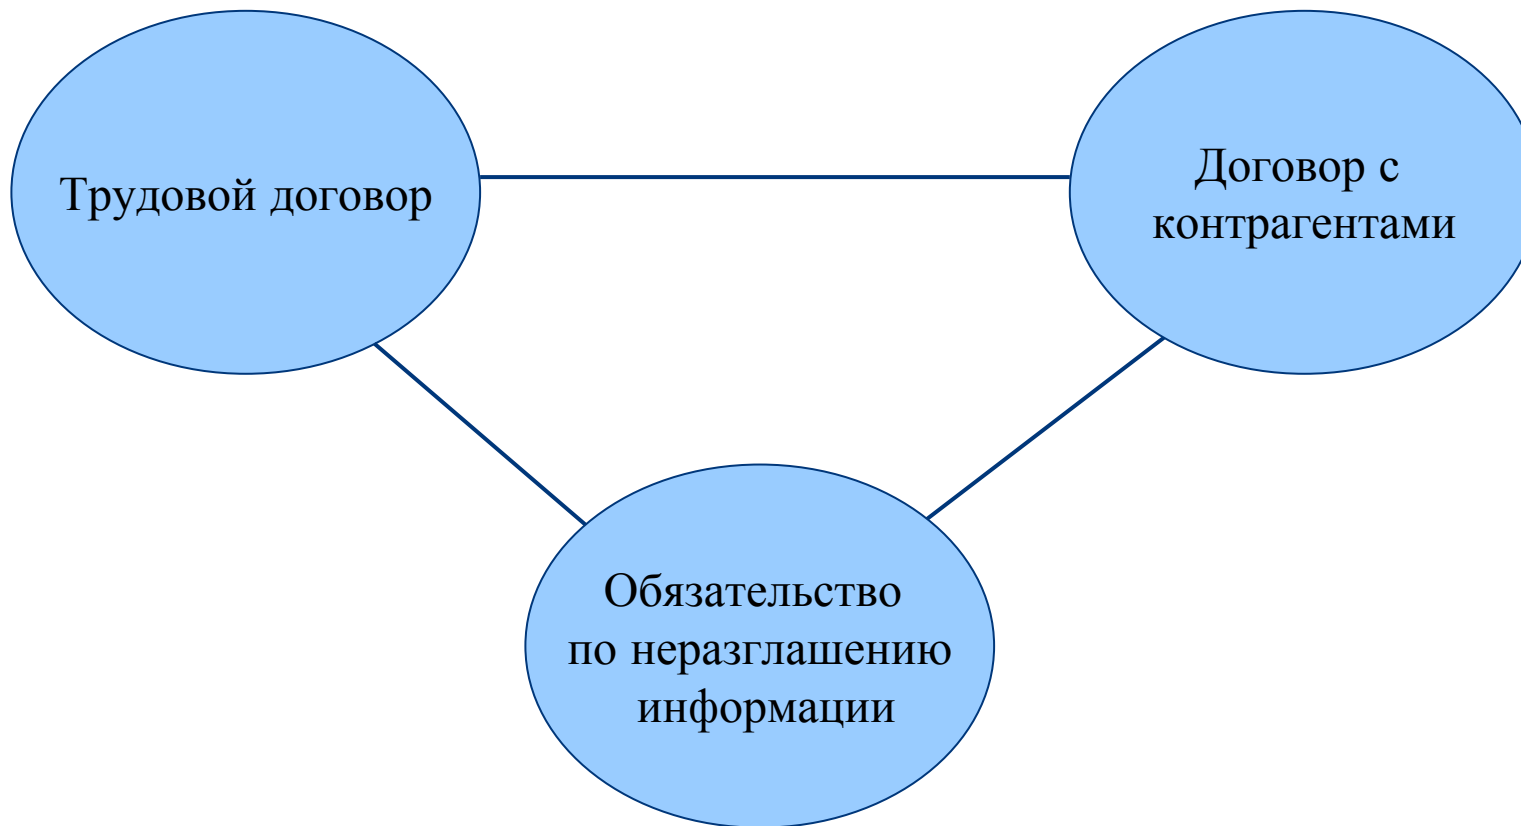 Трудовой договор
Договор с
контрагентами
Обязательство
по неразглашению
информации